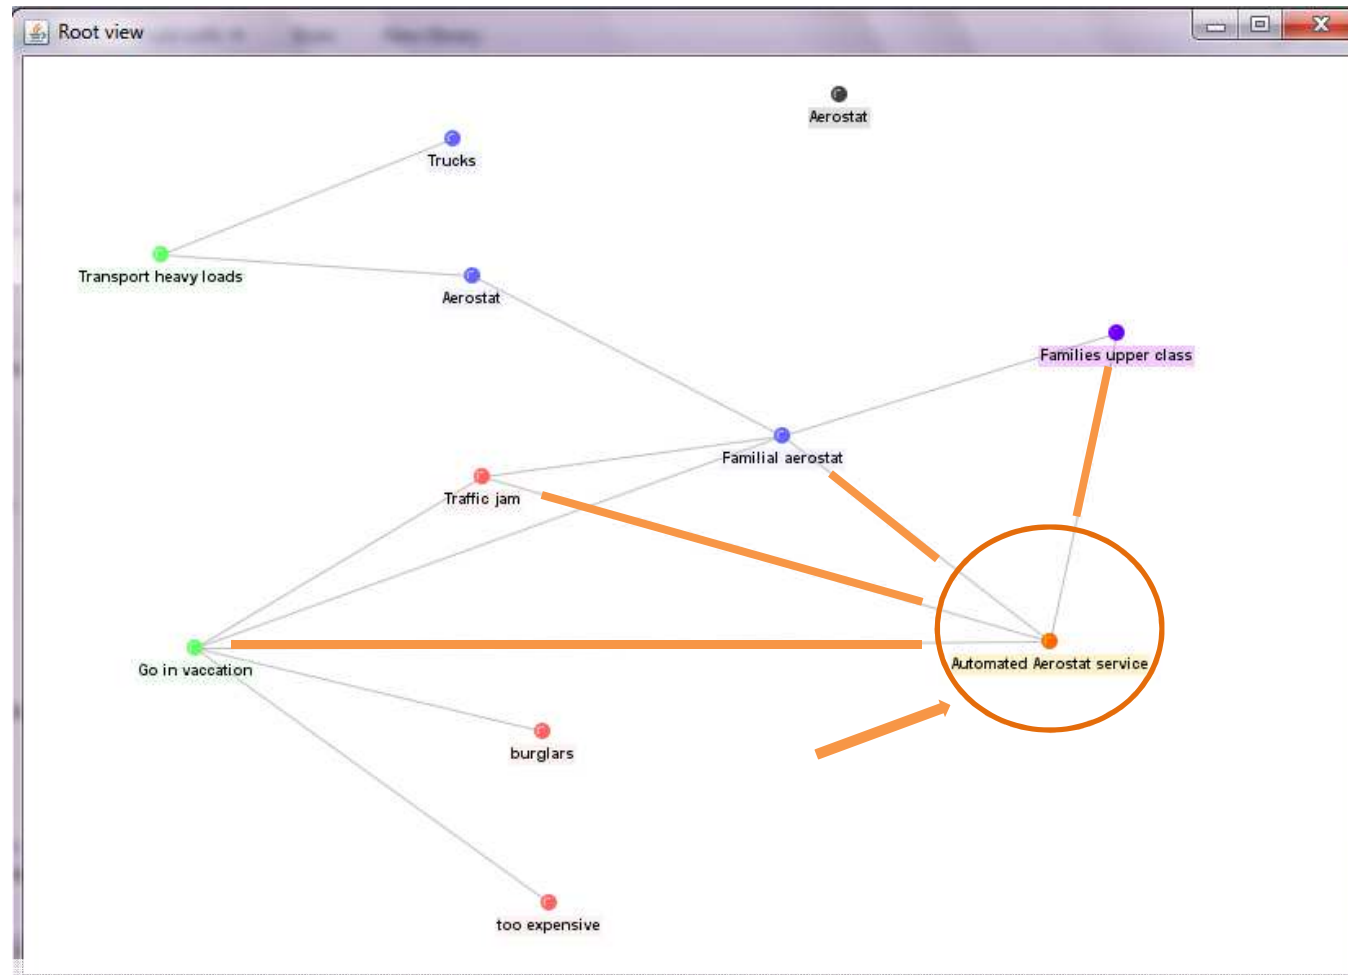 Root view
Aerostat
Trucks
Transport heavy loads
Aerostat
Families upper class
Familial aerostat
Traffic jam
Go in vaccation
Automated Aerostat service
burglars
too expensive